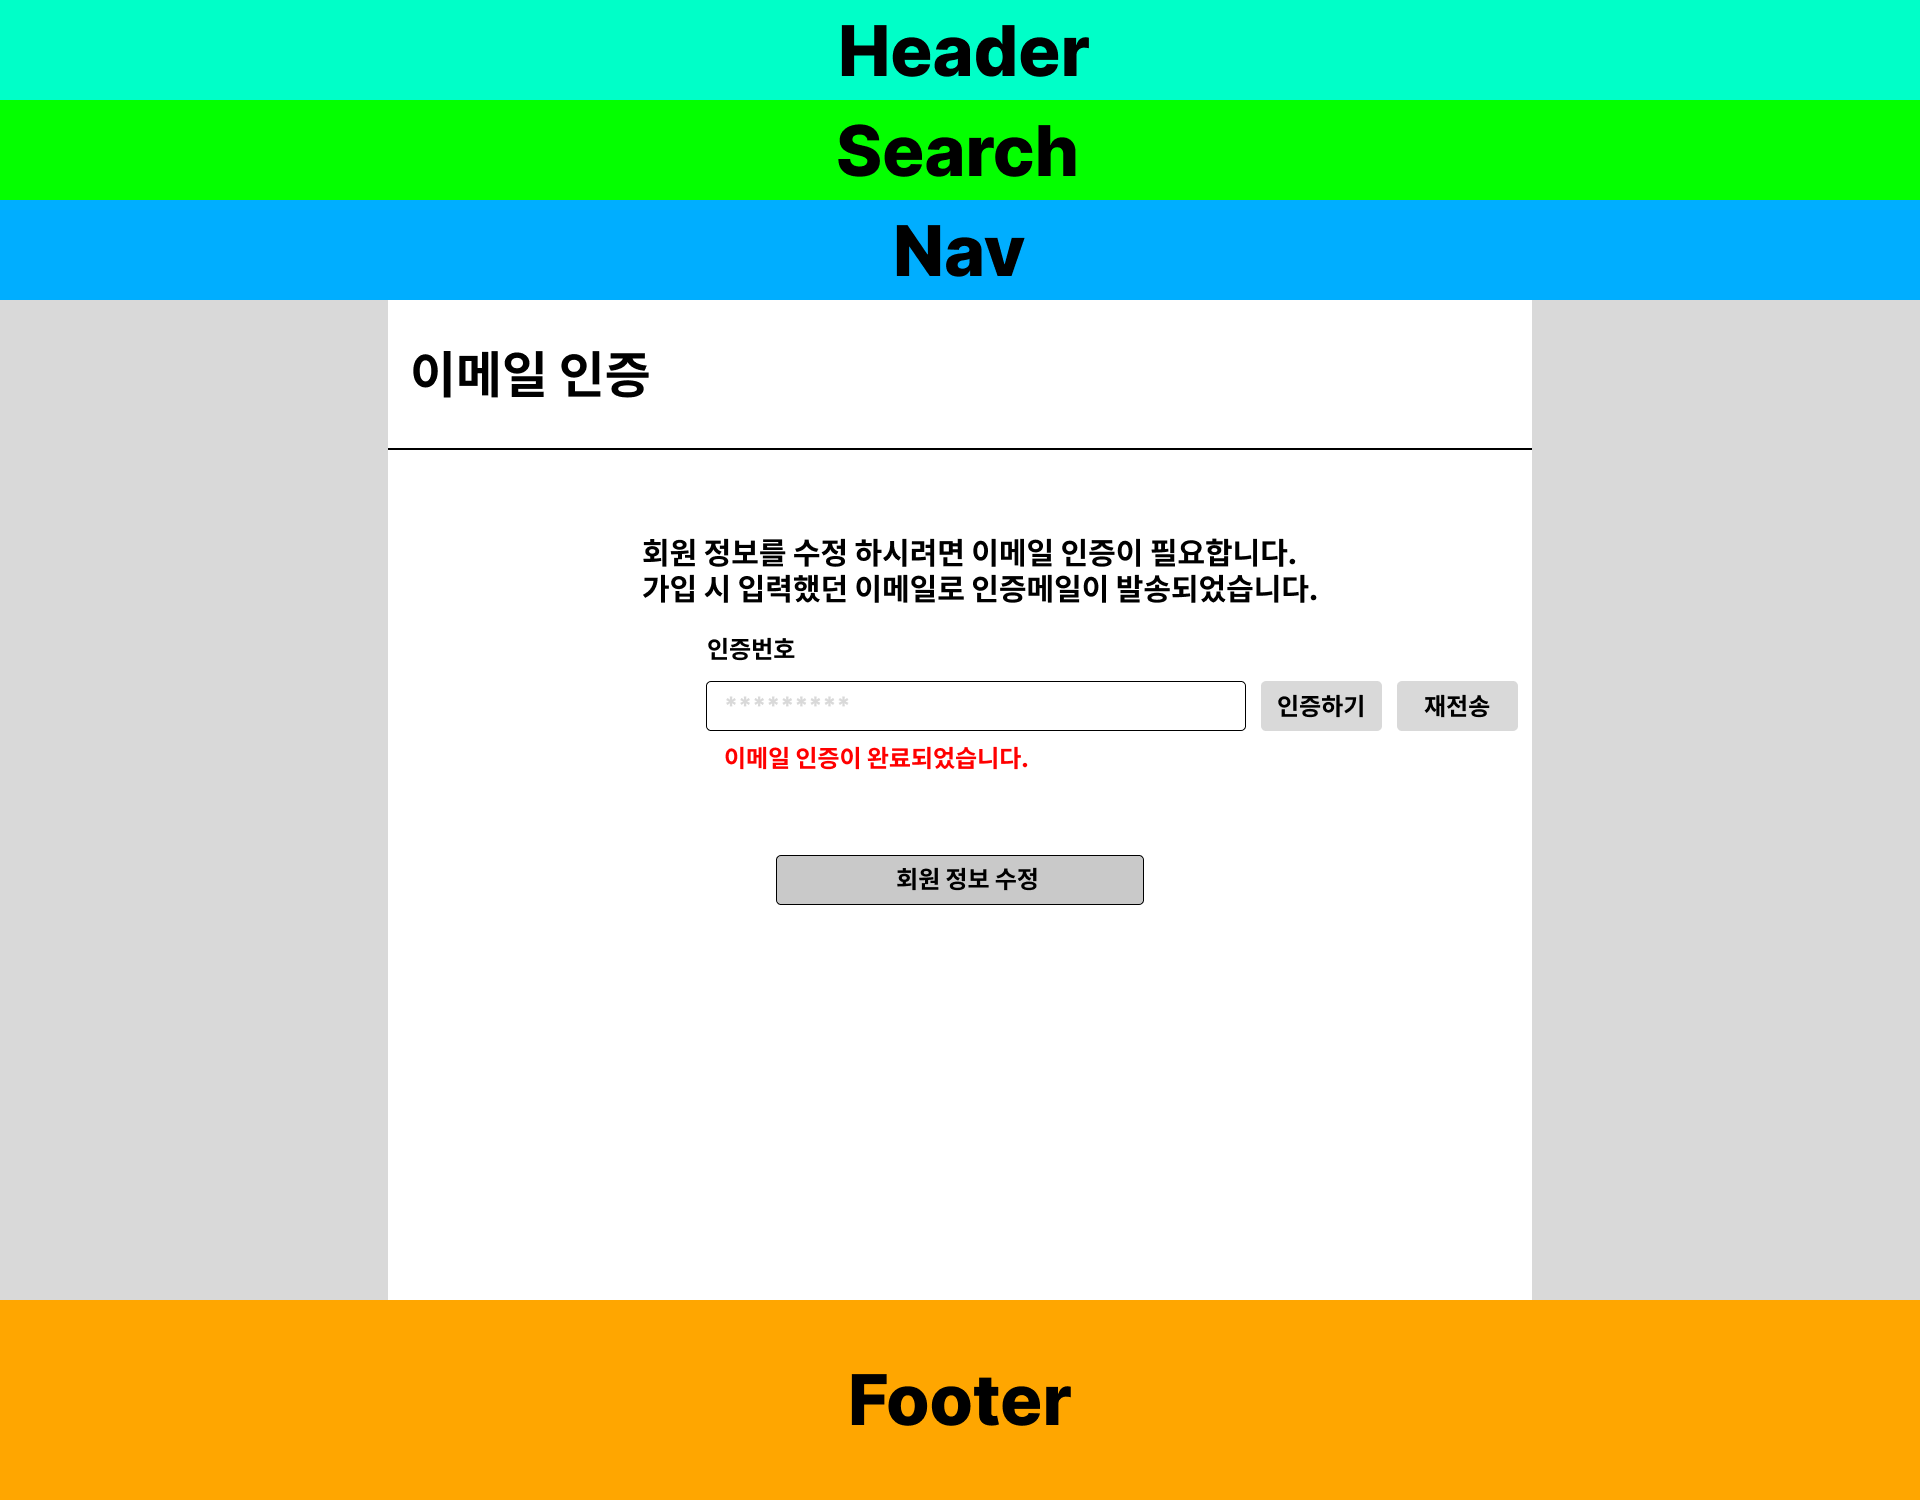 Header
Search
Nav
이메일 인증
회원 정보를 수정 하시려면 이메일 인증이 필요합니다.
가입 시 입력했던 이메일로 인증메일이 발송되었습니다.
인증번호
*********
인증하기
재전송
이메일 인증이 완료되었습니다.
회원 정보 수정
Footer